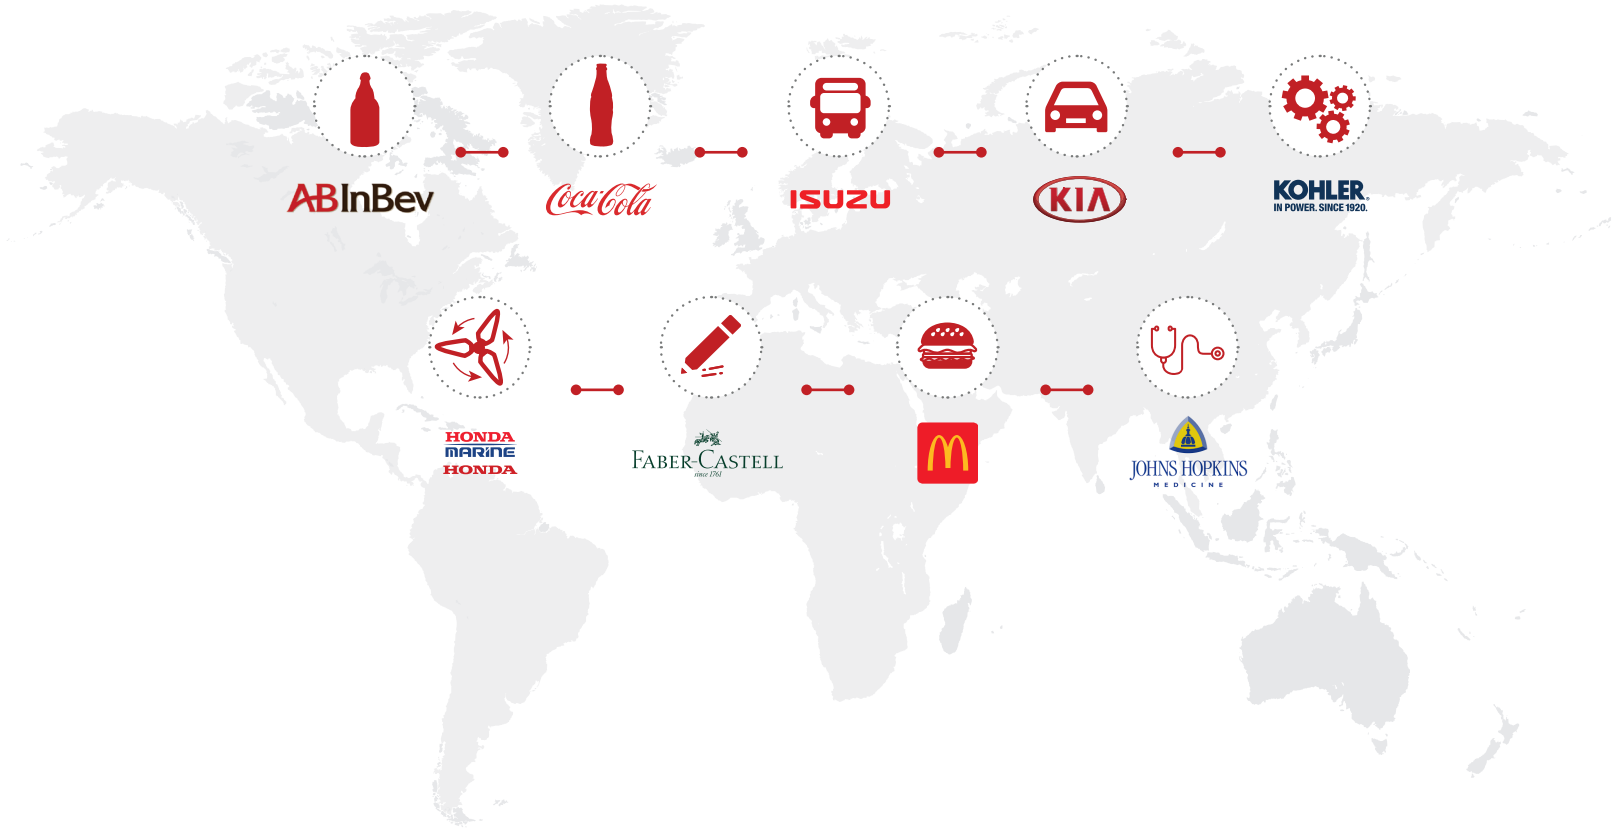 ABInBev
Coca-Cola
ISUZU
KIA
KOHLER®
IN POWER. SINCE 1920.
HONDA
MARINE
HONDA
FABER-CASTELL
since 1761
JOHNS HOPKINS
MEDICINE